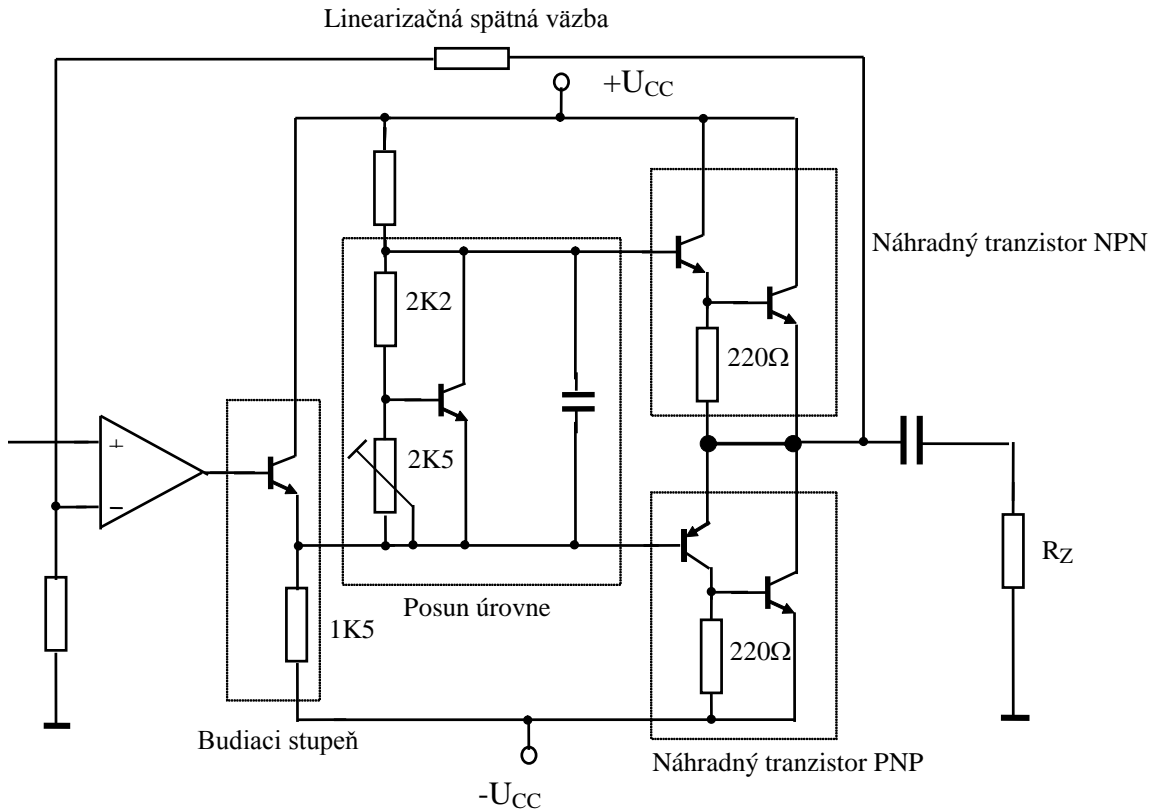 Linearizačná spätná väzba
+UCC
Náhradný tranzistor NPN
2K2
220Ω
+
2K5
−
RZ
Posun úrovne
1K5
220Ω
Budiaci stupeň
Náhradný tranzistor PNP
-UCC